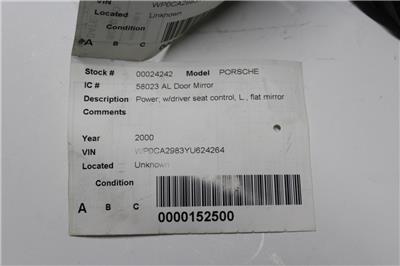 WP0CA2983
Located Unknown
Condition
A B C
Stock # 00024242 Model PORSCHE
IC # 58023 AL Door Mirror
Description Power; w/driver seat control, L., flat mirror
Comments
Year 2000
VIN WP0CA2983YU624264
Located Unknown
Condition
A B C
0000152500